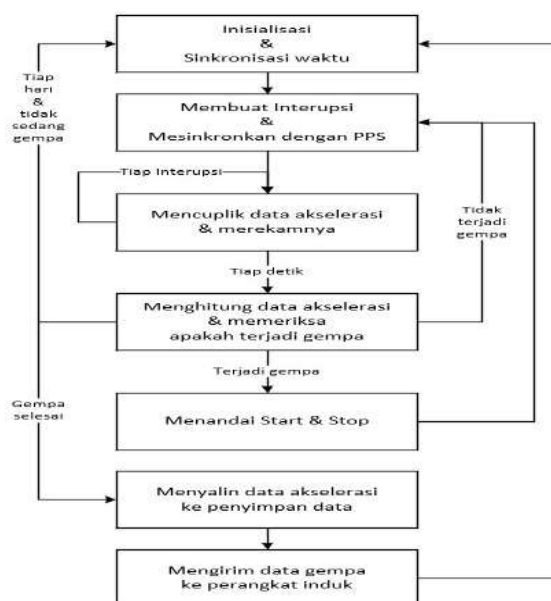 Inisialisasi
&
Sinkronisasi waktu
Tiap
hari
&
tidak
sedang
gempa
Membuat Interupsi
&
Mesinkronkan dengan PPS
Tiap Interupsi
Mencuplik data akselerasi
& merekamnya
Tidak
terjadi
gempa
Tiap detik
Menghitung data akselerasi
& memeriksa
apakah terjadi gempa
Terjadi gempa
Gempa
selesai
Menandai Start & Stop
Menyalin data akselerasi
ke penyimpan data
Mengirim data gempa
ke perangkat induk